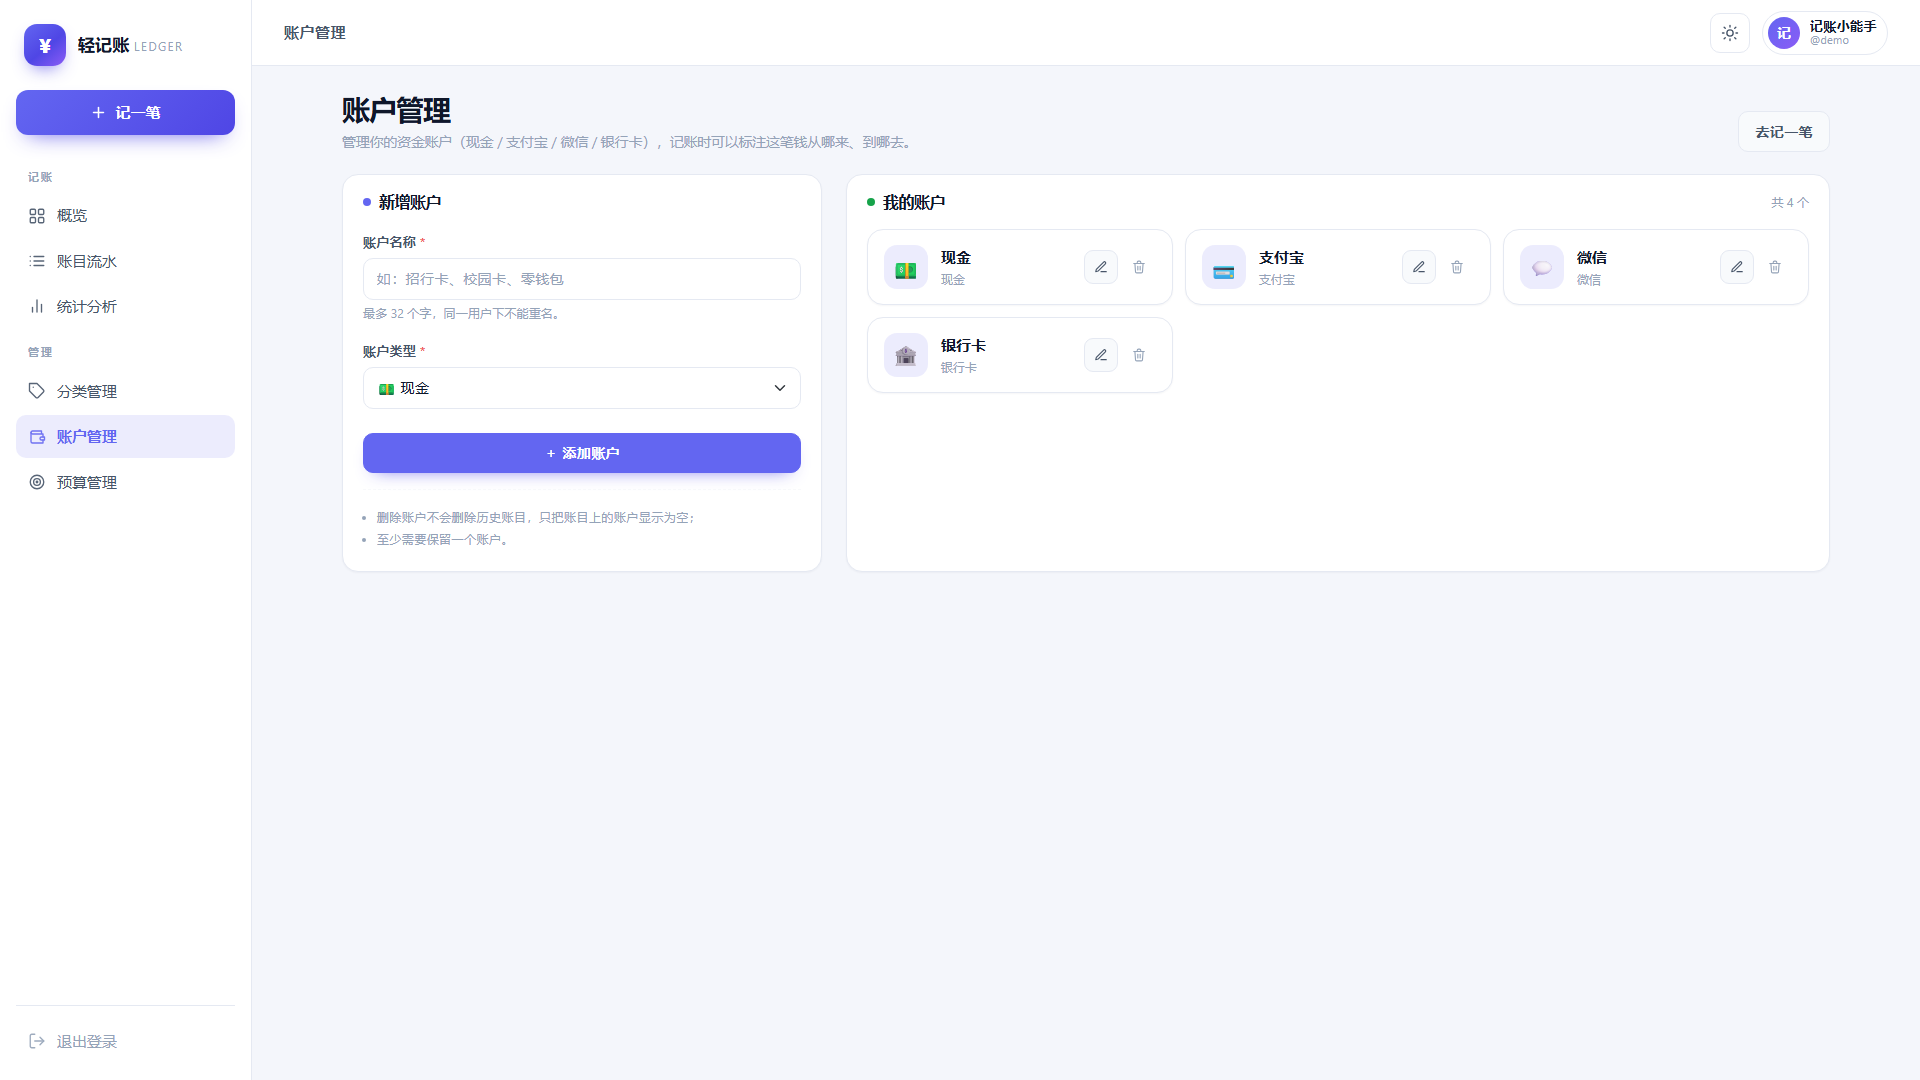 ¥ 轻记账 LEDGER
+ 记一笔
记账
概览
账目流水
统计分析
管理
分类管理
账户管理
预算管理
退出登录
账户管理
记 记账小能手
@demo
账户管理
管理你的资金账户（现金 / 支付宝 / 微信 / 银行卡），记账时可以标注这笔钱从哪来、到哪去。
去记一笔
新增账户
账户名称 *
如：招行卡、校园卡、零钱包
最多 32 个字，同一用户下不能重名。
账户类型 *
现金
+ 添加账户
删除账户不会删除历史账目，只把账目上的账户显示为空；
至少需要保留一个账户。
我的账户
共 4 个
现金
现金
支付宝
支付宝
微信
微信
银行卡
银行卡